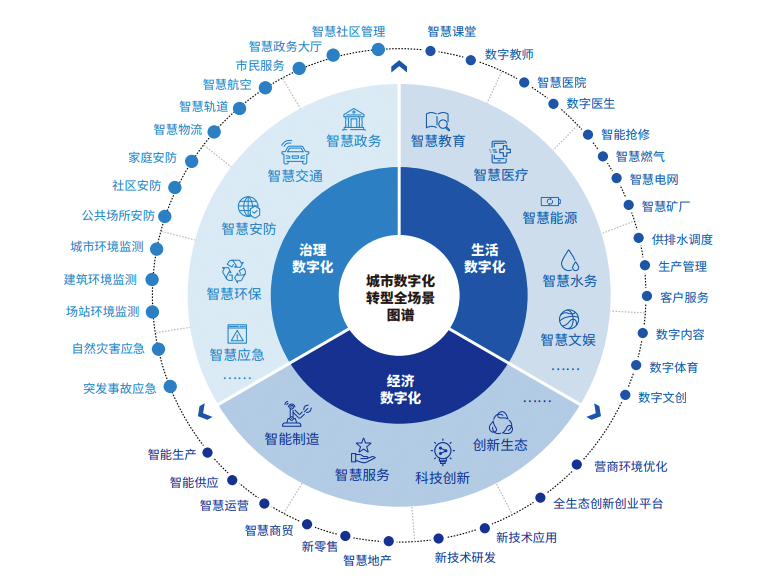 城市数字化
转型全场景
图谱
治理
数字化
生活
数字化
经济
数字化
智慧政务
智慧交通
智慧安防
智慧环保
智慧应急
……
智慧教育
智慧医疗
智慧能源
智慧水务
智慧文娱
……
智能制造
智慧服务
科技创新
创新生态
……
智慧社区管理
智慧政务大厅
市民服务
智慧航空
智慧轨道
智慧物流
家庭安防
社区安防
公共场所安防
城市环境监测
建筑环境监测
场站环境监测
自然灾害应急
突发事故应急
智慧课堂
数字教师
智慧医院
数字医生
智能抢修
智慧燃气
智慧电网
智慧矿厂
供排水调度
生产管理
客户服务
数字内容
数字体育
数字文创
智能生产
智能供应
智慧运营
智慧商贸
新零售
智慧地产
新技术研发
新技术应用
全生态创新创业平台
营商环境优化